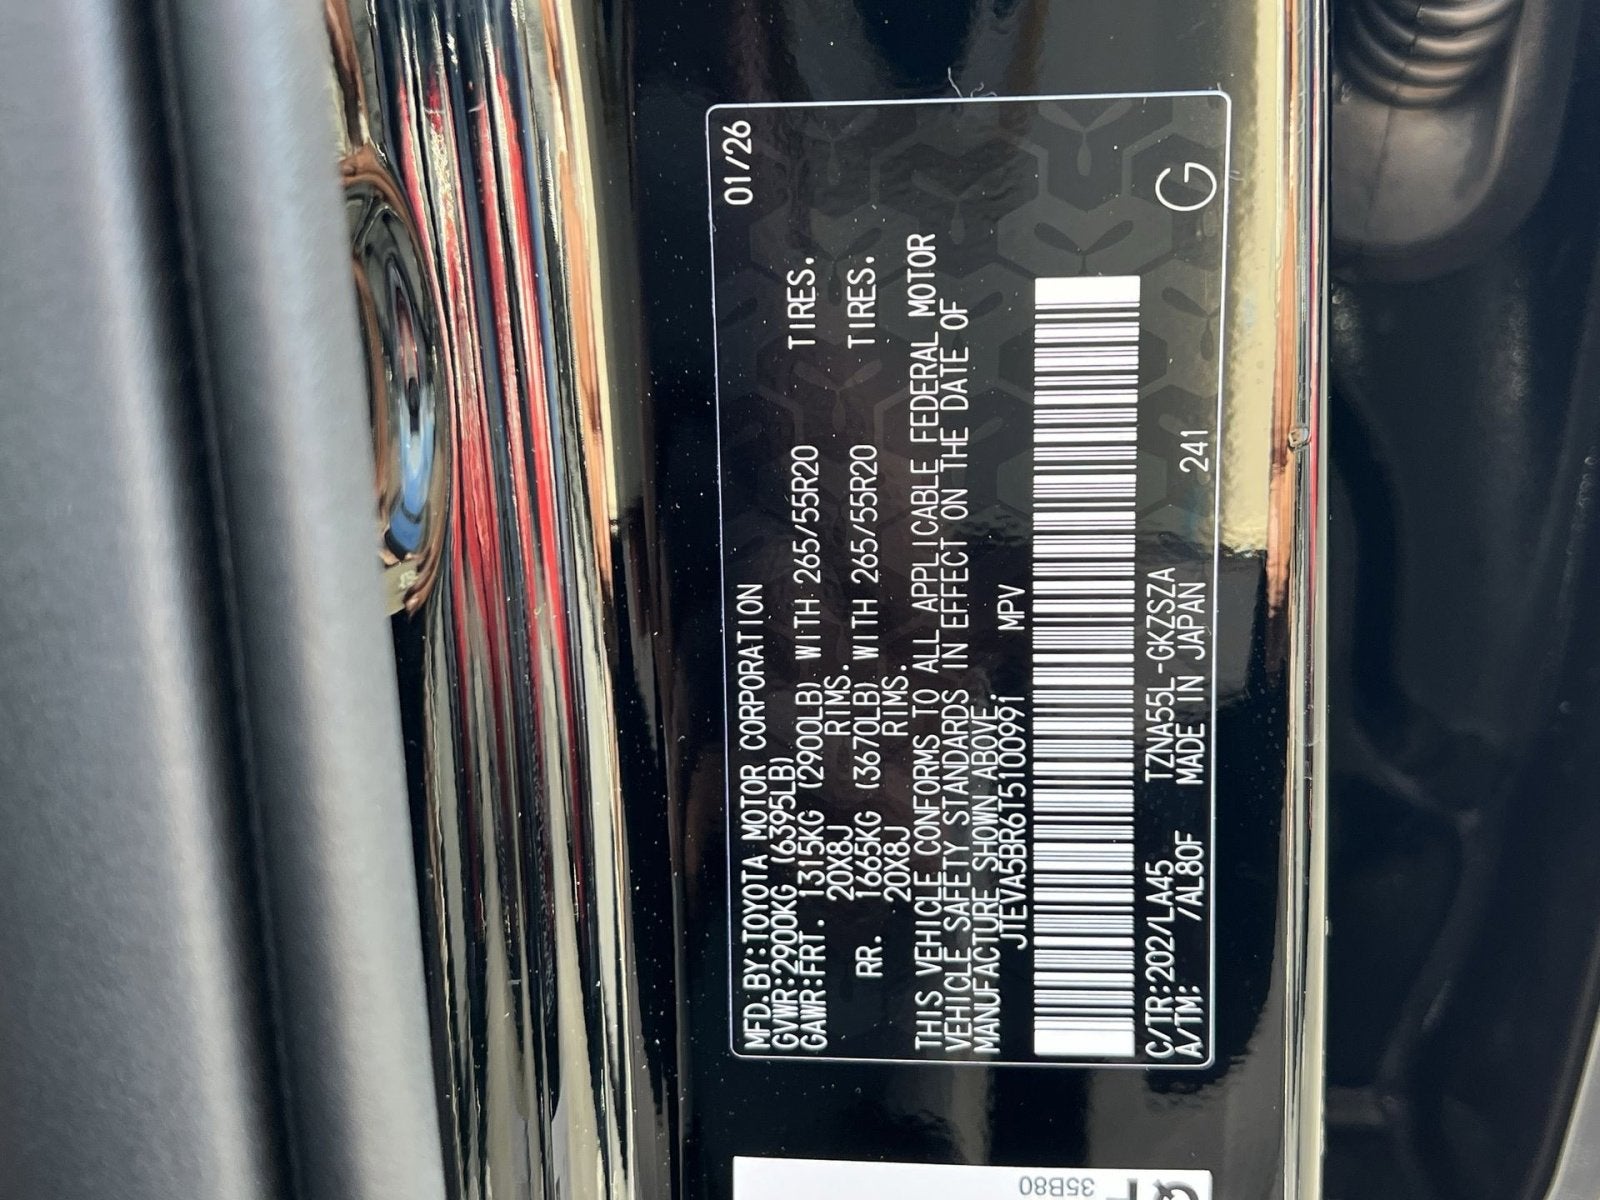 01/26
MFD.BY:TOYOTA MOTOR CORPORATION
GVWR:2900KG (6395LB)
GAWR:FRT. 1315KG (2900LB) WITH 265/55R20 TIRES.
20X8J RIMS.
RR. 1665KG (3670LB) WITH 265/55R20 TIRES.
20X8J RIMS.
THIS VEHICLE CONFORMS TO ALL APPLICABLE FEDERAL MOTOR
VEHICLE SAFETY STANDARDS IN EFFECT ON THE DATE OF
MANUFACTURE SHOWN ABOVE.
JTEVA5BR6T5100991 MPV
C/TR:202/LA45 TZNA55L-GKZSZA
A/TM: /AL80F MADE IN JAPAN 241
G
35B80